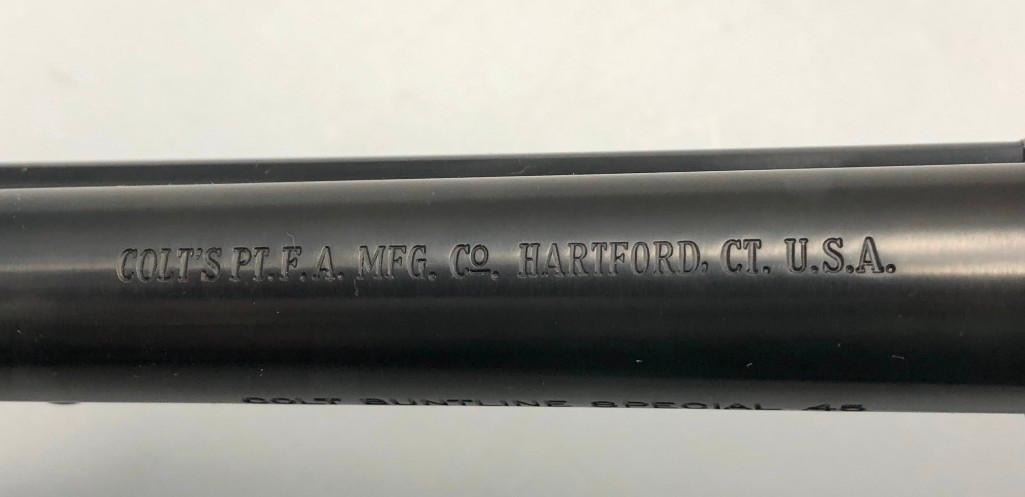 COLT'S PT. F. A. MFG. Co. HARTFORD, CT. U.S.A.
COLT BUNTLINE SPECIAL .45